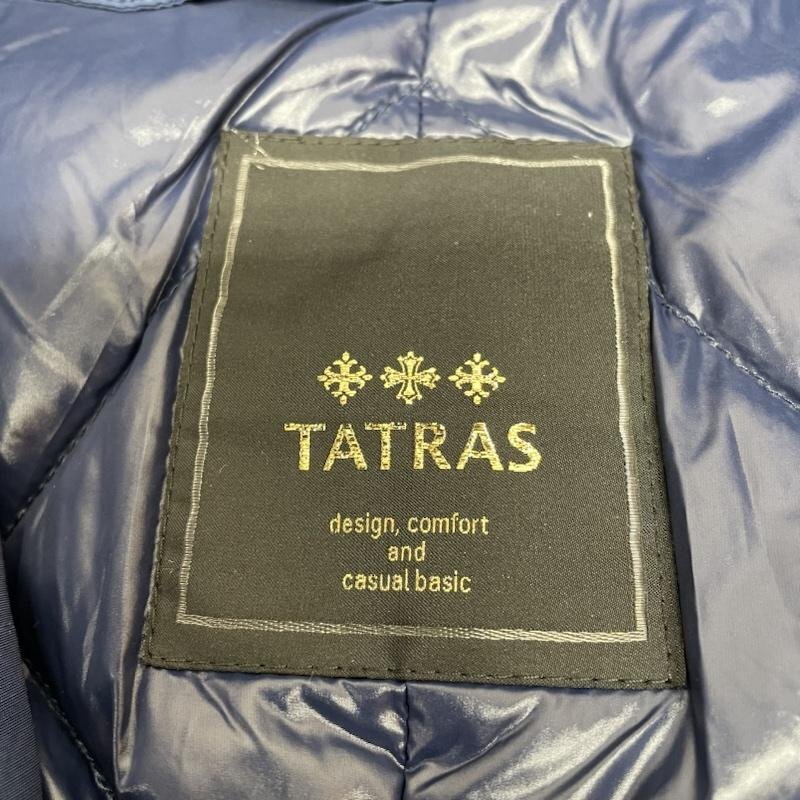 TATRAS
design, comfort
and
casual basic